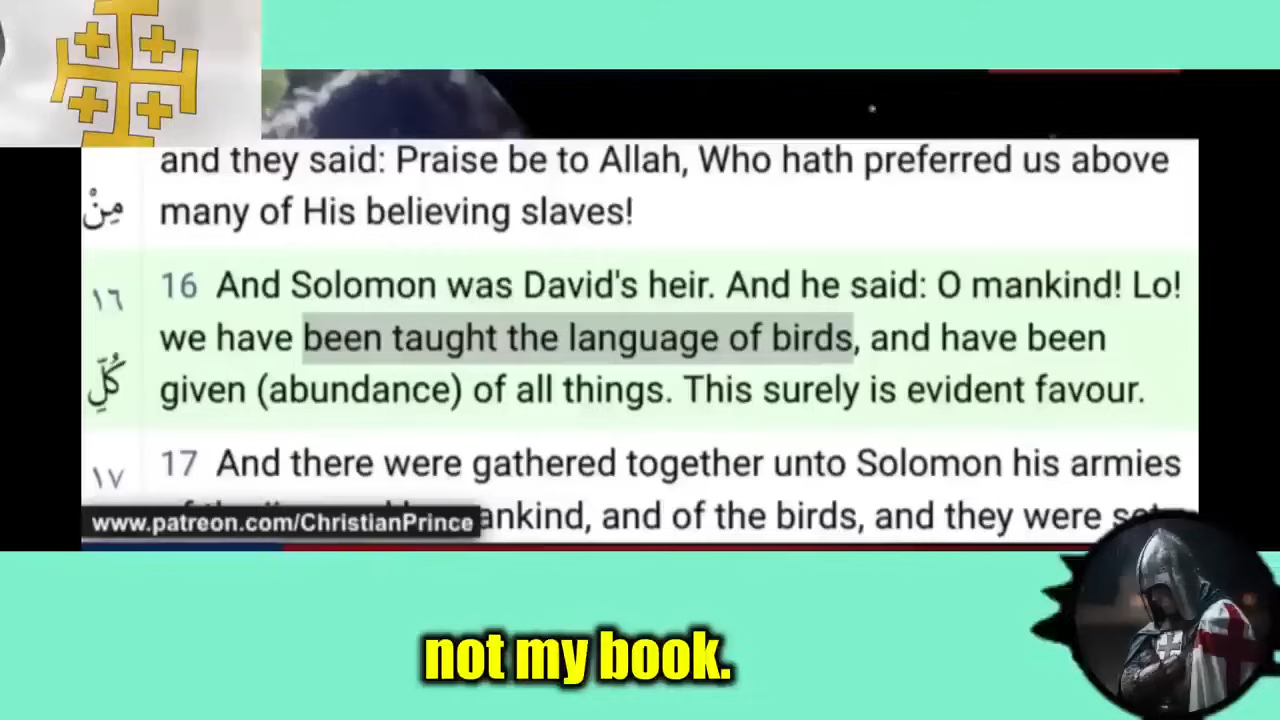 and they said: Praise be to Allah, Who hath preferred us above
مِنْ many of His believing slaves!
١٦ 16 And Solomon was David's heir. And he said: O mankind! Lo!
we have been taught the language of birds, and have been
كُلِّ given (abundance) of all things. This surely is evident favour.
١٧ 17 And there were gathered together unto Solomon his armies
ankind, and of the birds, and they were
www.patreon.com/ChristianPrince
not my book.